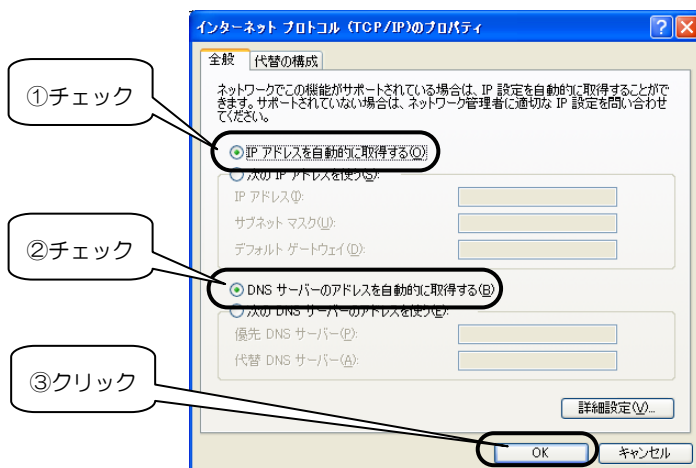 インターネット プロトコル (TCP/IP)のプロパティ
全般
代替の構成
ネットワークでこの機能がサポートされている場合は、IP 設定を自動的に取得することがで
きます。サポートされていない場合は、ネットワーク管理者に適切な IP 設定を問い合わせ
てください。
①チェック
IP アドレスを自動的に取得する(O)
次の IP アドレスを使う(S):
IP アドレス(I):
サブネット マスク(U):
デフォルト ゲートウェイ(D):
②チェック
DNS サーバーのアドレスを自動的に取得する(B)
次の DNS サーバーのアドレスを使う(E):
優先 DNS サーバー(P):
代替 DNS サーバー(A):
③クリック
詳細設定(V)...
OK
キャンセル